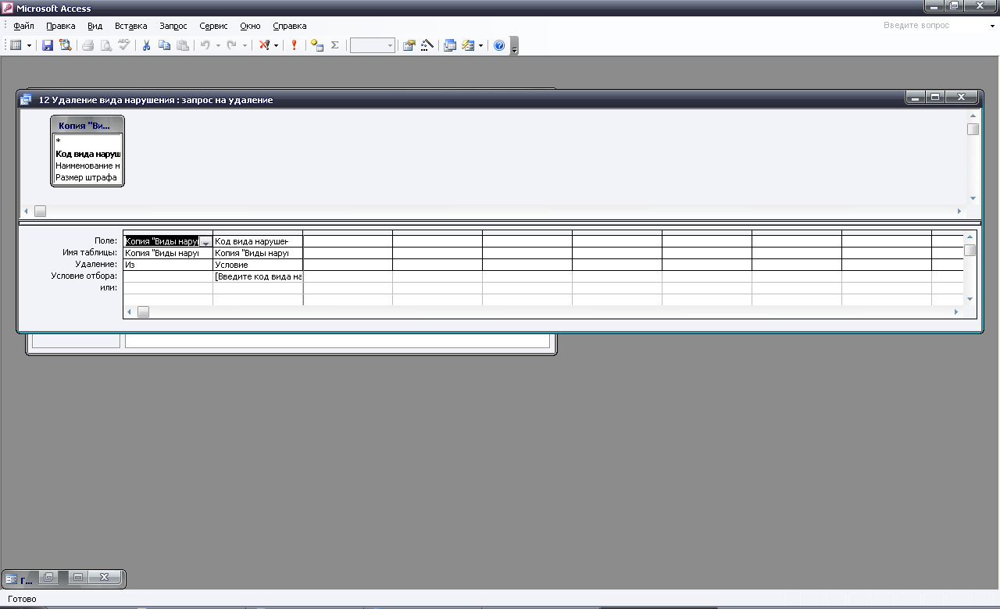 Microsoft Access
Файл Правка Вид Вставка Запрос Сервис Окно Справка Введите вопрос
12 Удаление вида нарушения : запрос на удаление
Копия "Ви...
*
Код вида наруш
Наименование н
Размер штрафа
Поле: Копия "Виды нару Код вида нарушен
Имя таблицы: Копия "Виды нару Копия "Виды нару
Удаление: Из Условие
Условие отбора: [Введите код вида на
или:
Г...
Готово